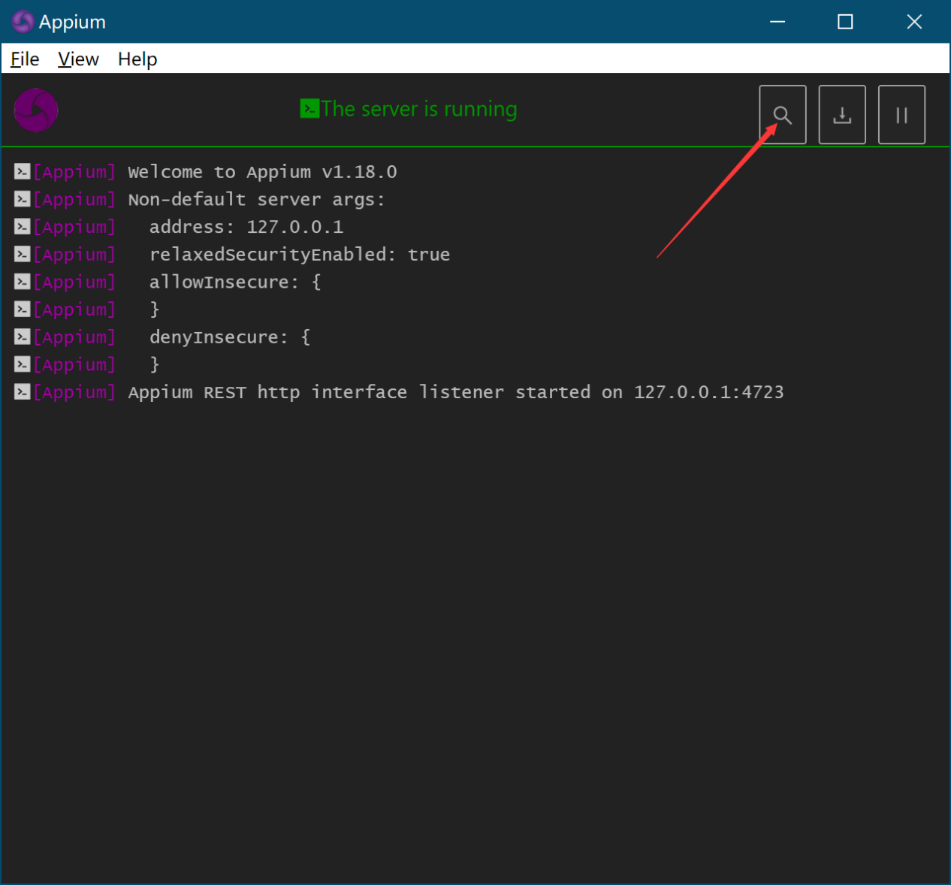 Appium
File View Help
The server is running
[Appium] Welcome to Appium v1.18.0
[Appium] Non-default server args:
[Appium]   address: 127.0.0.1
[Appium]   relaxedSecurityEnabled: true
[Appium]   allowInsecure: {
[Appium]   }
[Appium]   denyInsecure: {
[Appium]   }
[Appium] Appium REST http interface listener started on 127.0.0.1:4723